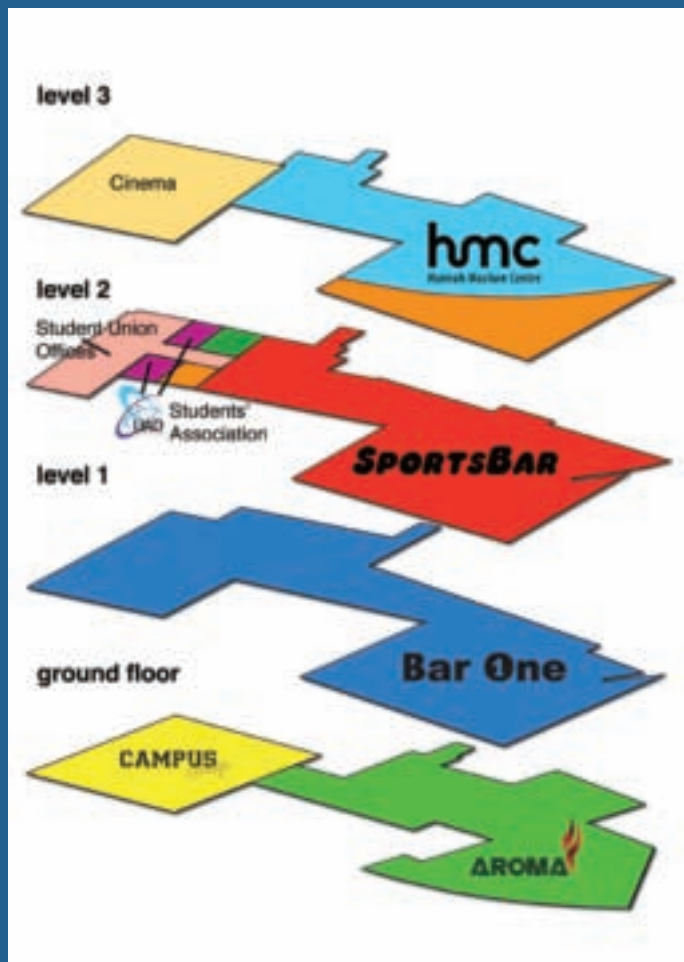 level 3
Cinema
hmc
level 2
Student Union
Offices
UAD
Students'
Association
SPORTSBAR
level 1
Bar One
ground floor
CAMPUS
AROMA